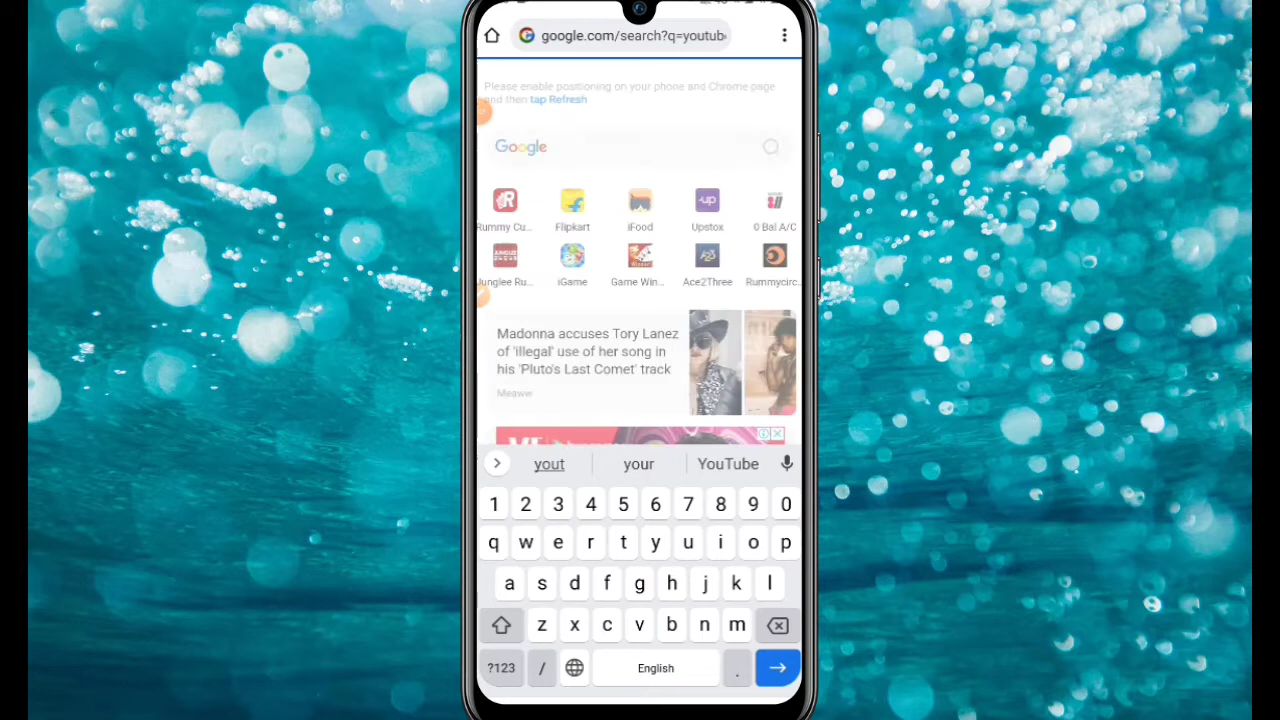 google.com/search?q=youtub
Please enable positioning on your phone and Chrome page
and then tap Refresh
Google
Rummy Cu...
Flipkart
iFood
Upstox
0 Bal A/C
Junglee Ru...
iGame
Game Win...
Ace2Three
Rummycirc...
Madonna accuses Tory Lanez
of 'illegal' use of her song in
his 'Pluto's Last Comet' track
Meawer
yout
your
YouTube
1 2 3 4 5 6 7 8 9 0
q w e r t y u i o p
a s d f g h j k l
z x c v b n m
?123 / English .